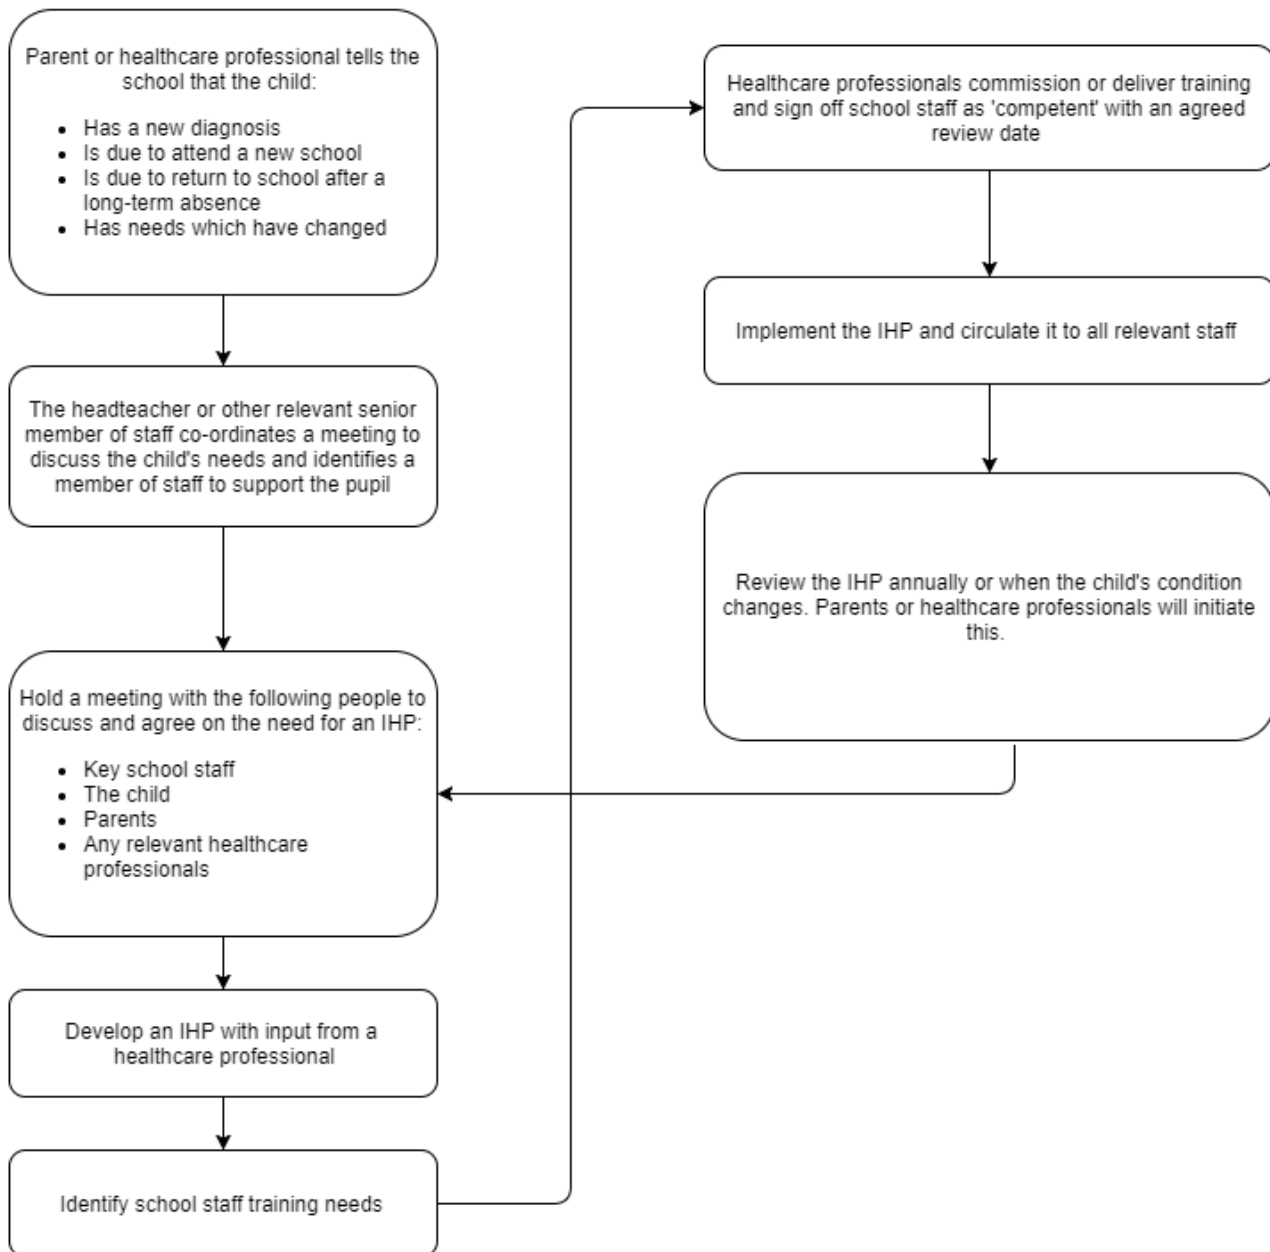 Parent or healthcare professional tells the
school that the child:
• Has a new diagnosis
• Is due to attend a new school
• Is due to return to school after a
long-term absence
• Has needs which have changed
The headteacher or other relevant senior
member of staff co-ordinates a meeting to
discuss the child's needs and identifies a
member of staff to support the pupil
Hold a meeting with the following people to
discuss and agree on the need for an IHP:
• Key school staff
• The child
• Parents
• Any relevant healthcare
professionals
Develop an IHP with input from a
healthcare professional
Identify school staff training needs
Healthcare professionals commission or deliver training
and sign off school staff as 'competent' with an agreed
review date
Implement the IHP and circulate it to all relevant staff
Review the IHP annually or when the child's condition
changes. Parents or healthcare professionals will initiate
this.